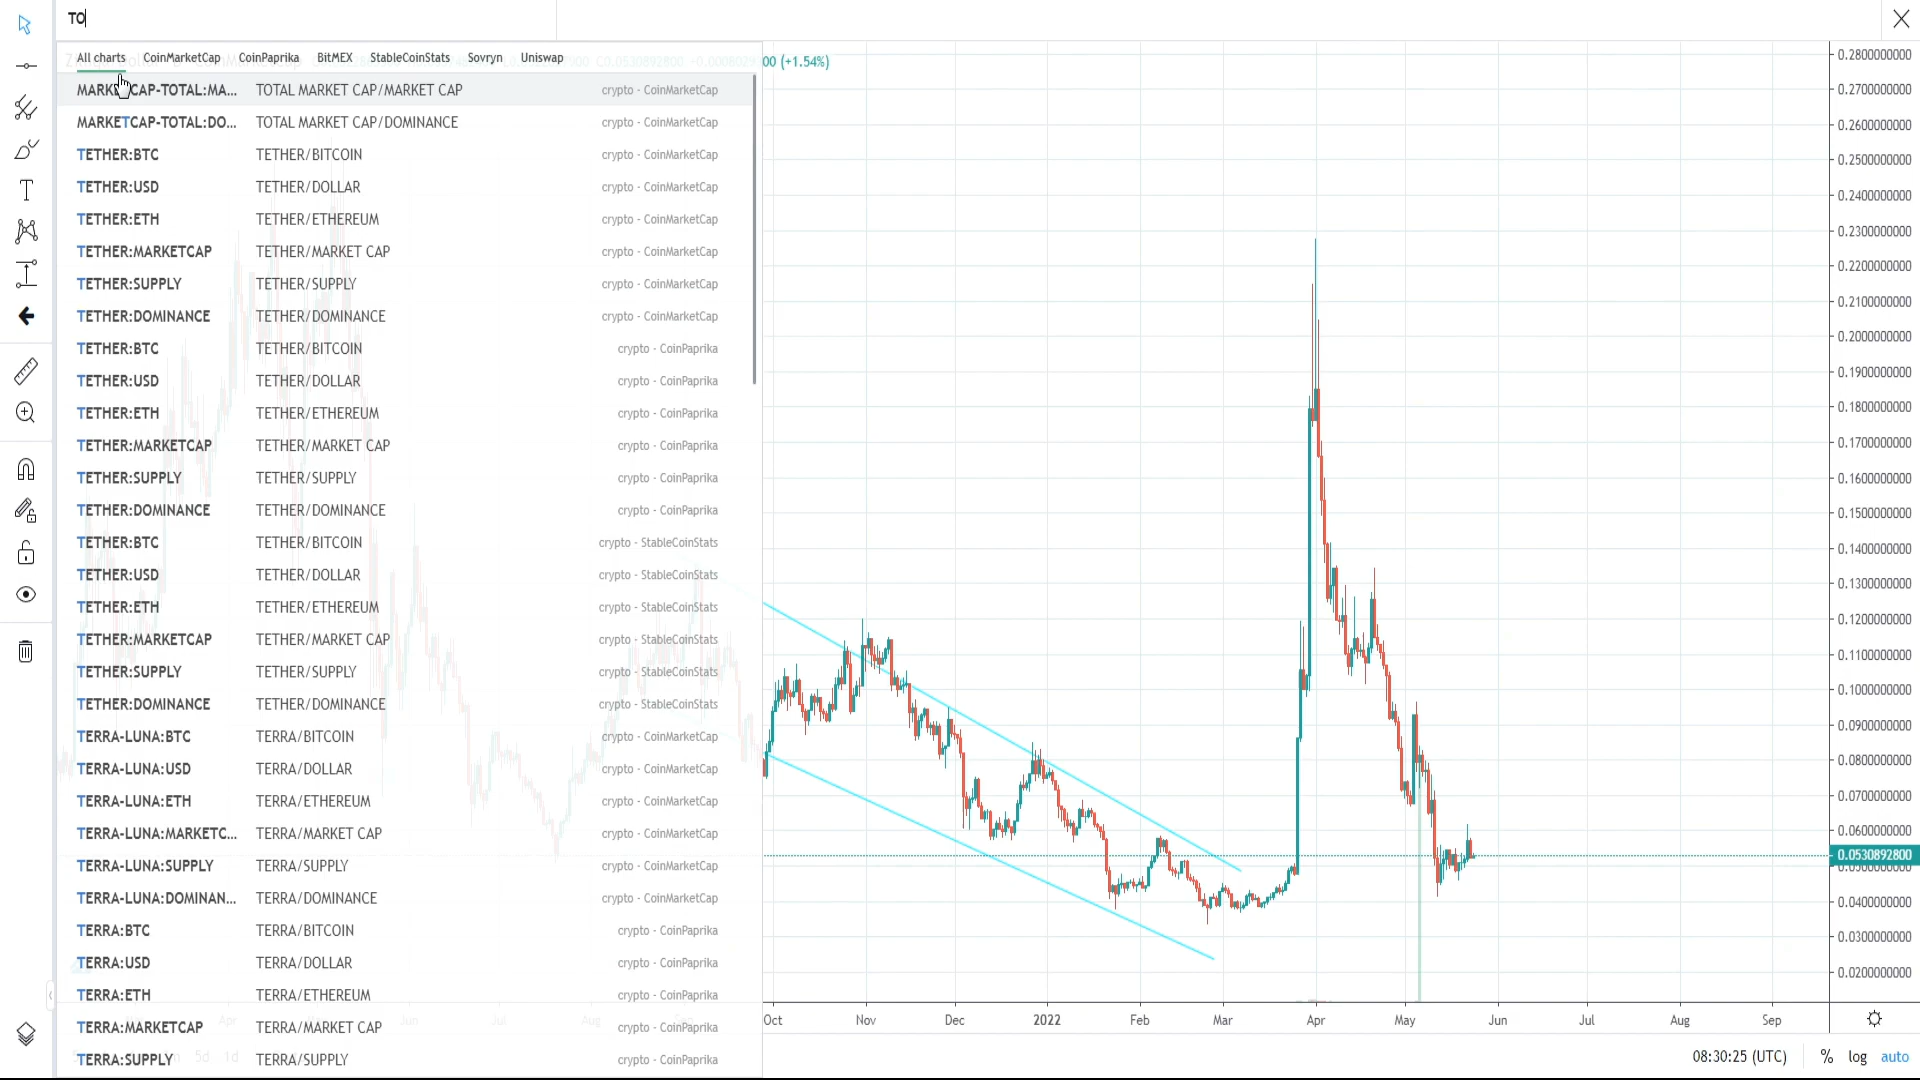 TO
All charts CoinMarketCap CoinPaprika BitMEX StableCoinStats Sovryn Uniswap
00 (+1.54%)
MARKETCAP-TOTAL:MA... TOTAL MARKET CAP/MARKET CAP crypto - CoinMarketCap
MARKETCAP-TOTAL:DO... TOTAL MARKET CAP/DOMINANCE crypto - CoinMarketCap
TETHER:BTC TETHER/BITCOIN crypto - CoinMarketCap
TETHER:USD TETHER/DOLLAR crypto - CoinMarketCap
TETHER:ETH TETHER/ETHEREUM crypto - CoinMarketCap
TETHER:MARKETCAP TETHER/MARKET CAP crypto - CoinMarketCap
TETHER:SUPPLY TETHER/SUPPLY crypto - CoinMarketCap
TETHER:DOMINANCE TETHER/DOMINANCE crypto - CoinMarketCap
TETHER:BTC TETHER/BITCOIN crypto - CoinPaprika
TETHER:USD TETHER/DOLLAR crypto - CoinPaprika
TETHER:ETH TETHER/ETHEREUM crypto - CoinPaprika
TETHER:MARKETCAP TETHER/MARKET CAP crypto - CoinPaprika
TETHER:SUPPLY TETHER/SUPPLY crypto - CoinPaprika
TETHER:DOMINANCE TETHER/DOMINANCE crypto - CoinPaprika
TETHER:BTC TETHER/BITCOIN crypto - StableCoinStats
TETHER:USD TETHER/DOLLAR crypto - StableCoinStats
TETHER:ETH TETHER/ETHEREUM crypto - StableCoinStats
TETHER:MARKETCAP TETHER/MARKET CAP crypto - StableCoinStats
TETHER:SUPPLY TETHER/SUPPLY crypto - StableCoinStats
TETHER:DOMINANCE TETHER/DOMINANCE crypto - StableCoinStats
TERRA-LUNA:BTC TERRA/BITCOIN crypto - CoinMarketCap
TERRA-LUNA:USD TERRA/DOLLAR crypto - CoinMarketCap
TERRA-LUNA:ETH TERRA/ETHEREUM crypto - CoinMarketCap
TERRA-LUNA:MARKETC... TERRA/MARKET CAP crypto - CoinMarketCap
TERRA-LUNA:SUPPLY TERRA/SUPPLY crypto - CoinMarketCap
TERRA-LUNA:DOMINAN... TERRA/DOMINANCE crypto - CoinMarketCap
TERRA:BTC TERRA/BITCOIN crypto - CoinPaprika
TERRA:USD TERRA/DOLLAR crypto - CoinPaprika
TERRA:ETH TERRA/ETHEREUM crypto - CoinPaprika
TERRA:MARKETCAP TERRA/MARKET CAP crypto - CoinPaprika
TERRA:SUPPLY TERRA/SUPPLY crypto - CoinPaprika
0.2800000000
0.2700000000
0.2600000000
0.2500000000
0.2400000000
0.2300000000
0.2200000000
0.2100000000
0.2000000000
0.1900000000
0.1800000000
0.1700000000
0.1600000000
0.1500000000
0.1400000000
0.1300000000
0.1200000000
0.1100000000
0.1000000000
0.0900000000
0.0800000000
0.0700000000
0.0600000000
0.0530892800
0.0500000000
0.0400000000
0.0300000000
0.0200000000
Oct Nov Dec 2022 Feb Mar Apr May Jun Jul Aug Sep
08:30:25 (UTC) % log auto